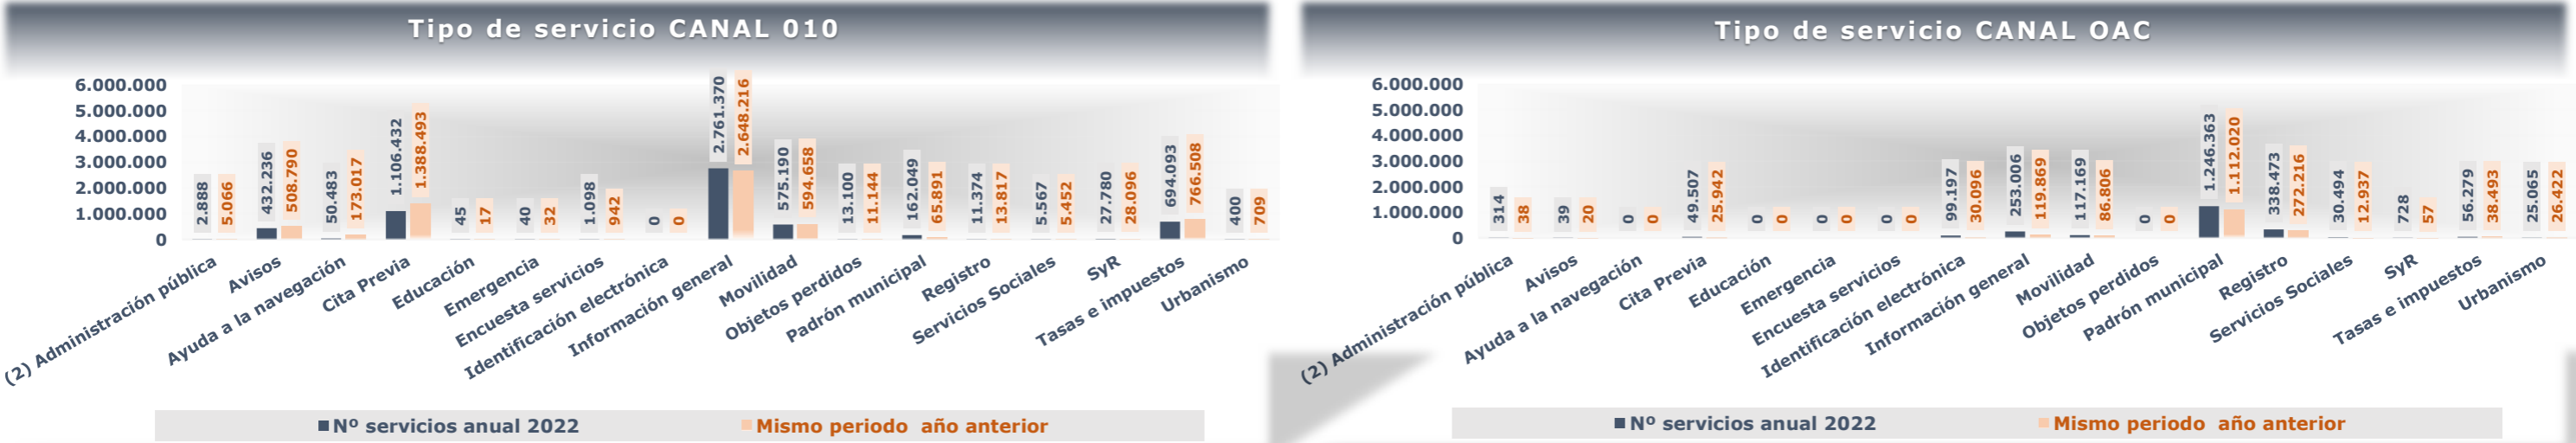 Tipo de servicio CANAL 010
6.000.000
5.000.000
4.000.000
3.000.000
2.000.000
1.000.000
0
2.888
5.066
432.236
508.790
50.483
173.017
1.106.432
1.388.493
45
17
40
32
1.098
942
0
0
2.761.370
2.648.216
575.190
594.658
13.100
11.144
162.049
65.891
11.374
13.817
5.567
5.452
27.780
28.096
694.093
766.508
400
709
(2) Administración pública
Avisos
Ayuda a la navegación
Cita Previa
Educación
Emergencia
Encuesta servicios
Identificación electrónica
Información general
Movilidad
Objetos perdidos
Padrón municipal
Registro
Servicios Sociales
SyR
Tasas e impuestos
Urbanismo
Nº servicios anual 2022
Mismo periodo año anterior
Tipo de servicio CANAL OAC
6.000.000
5.000.000
4.000.000
3.000.000
2.000.000
1.000.000
0
314
38
39
20
0
0
49.507
25.942
0
0
0
0
0
0
99.197
30.096
253.006
119.869
117.169
86.806
0
0
1.246.363
1.112.020
338.473
272.216
30.494
12.937
728
57
56.279
38.493
25.065
26.422
(2) Administración pública
Avisos
Ayuda a la navegación
Cita Previa
Educación
Emergencia
Encuesta servicios
Identificación electrónica
Información general
Movilidad
Objetos perdidos
Padrón municipal
Registro
Servicios Sociales
SyR
Tasas e impuestos
Urbanismo
Nº servicios anual 2022
Mismo periodo año anterior